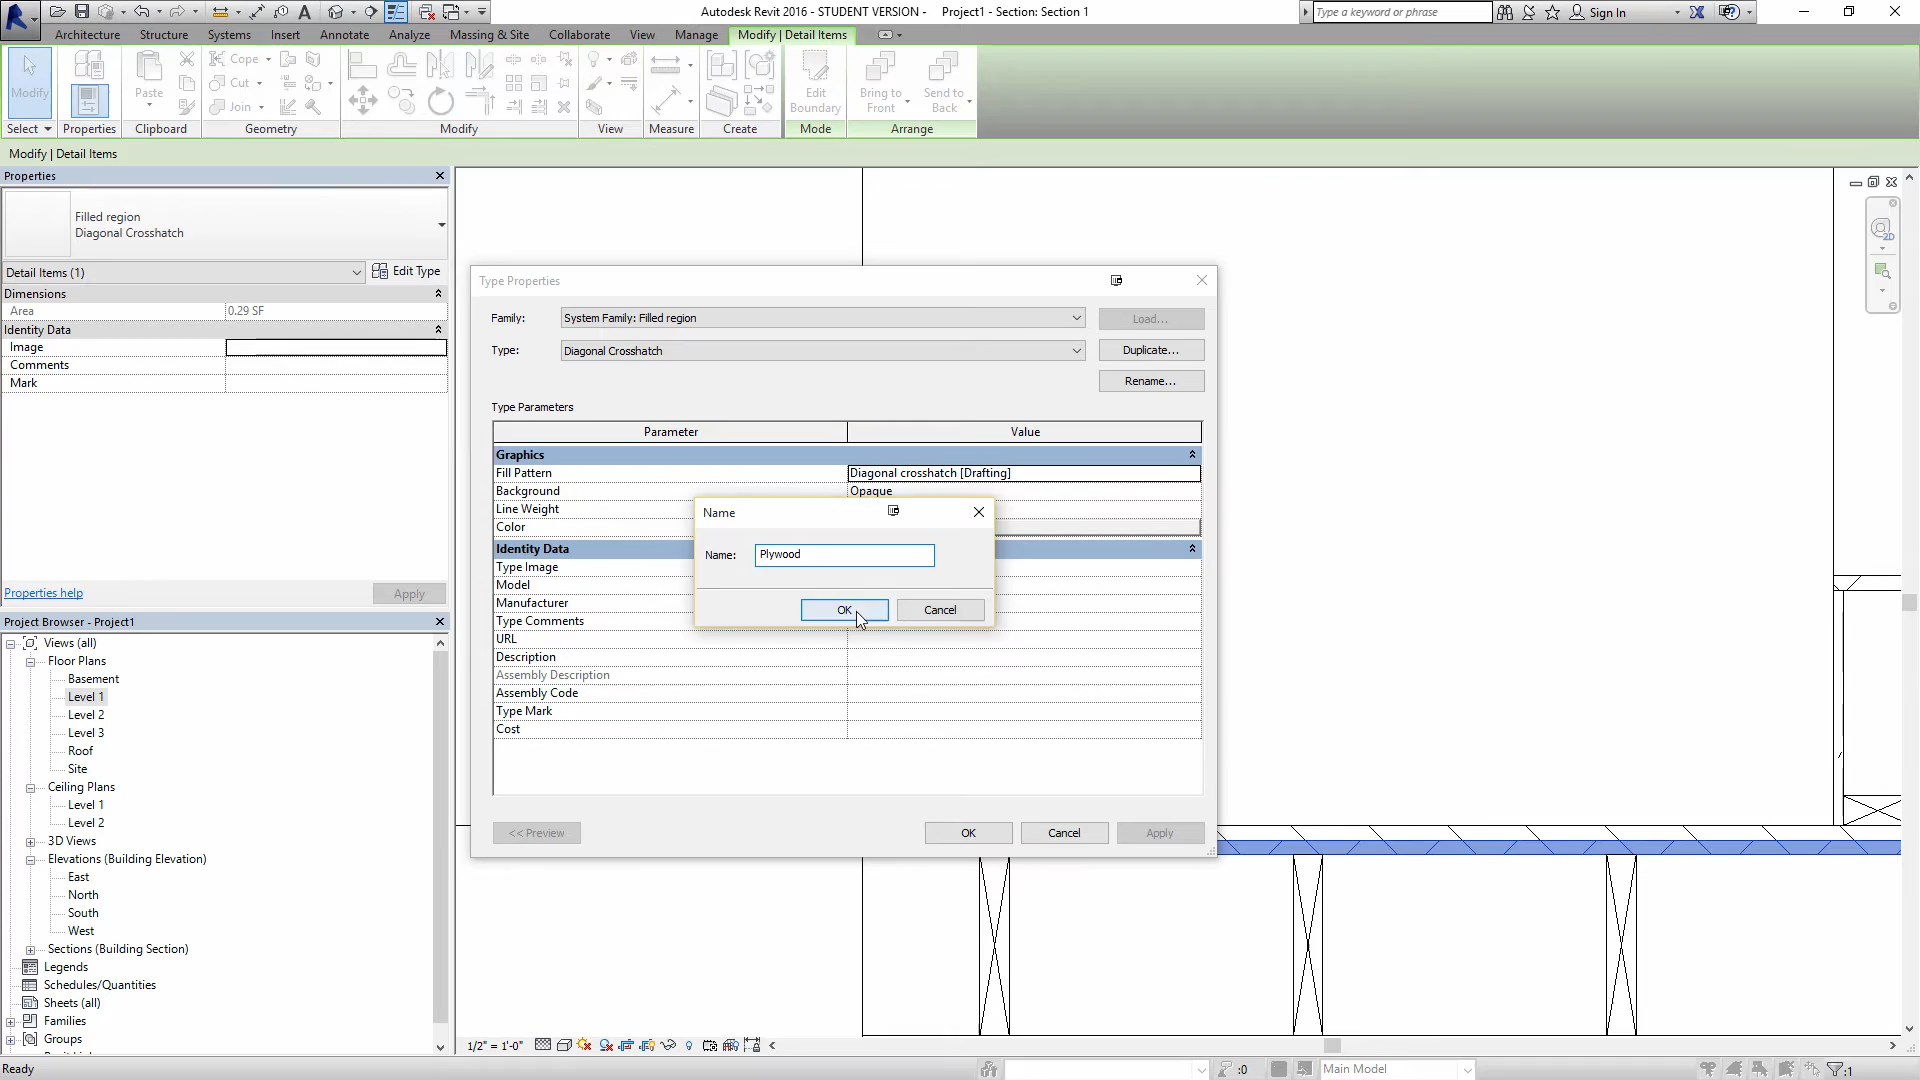 Autodesk Revit 2016 - STUDENT VERSION - Project1 - Section: Section 1
Type a keyword or phrase
Sign In
Architecture Structure Systems Insert Annotate Analyze Massing & Site Collaborate View Manage Modify | Detail Items
Modify
Paste
Cope
Cut
Join
Edit Boundary
Bring to Front
Send to Back
Select Properties Clipboard Geometry Modify View Measure Create Mode Arrange
Modify | Detail Items
Properties
Filled region
Diagonal Crosshatch
Detail Items (1)
Edit Type
Dimensions
Area 0.29 SF
Identity Data
Image
Comments
Mark
Properties help
Apply
Project Browser - Project1
Views (all)
Floor Plans
Basement
Level 1
Level 2
Level 3
Roof
Site
Ceiling Plans
Level 1
Level 2
3D Views
Elevations (Building Elevation)
East
North
South
West
Sections (Building Section)
Legends
Schedules/Quantities
Sheets (all)
Families
Groups
Type Properties
Family: System Family: Filled region Load...
Type: Diagonal Crosshatch Duplicate...
Rename...
Type Parameters
Parameter Value
Graphics
Fill Pattern Diagonal crosshatch [Drafting]
Background Opaque
Line Weight
Color
Identity Data
Type Image
Model
Manufacturer
Type Comments
URL
Description
Assembly Description
Assembly Code
Type Mark
Cost
<< Preview OK Cancel Apply
Name
Name: Plywood
OK Cancel
1/2" = 1'-0"
Ready
:0
Main Model
:1